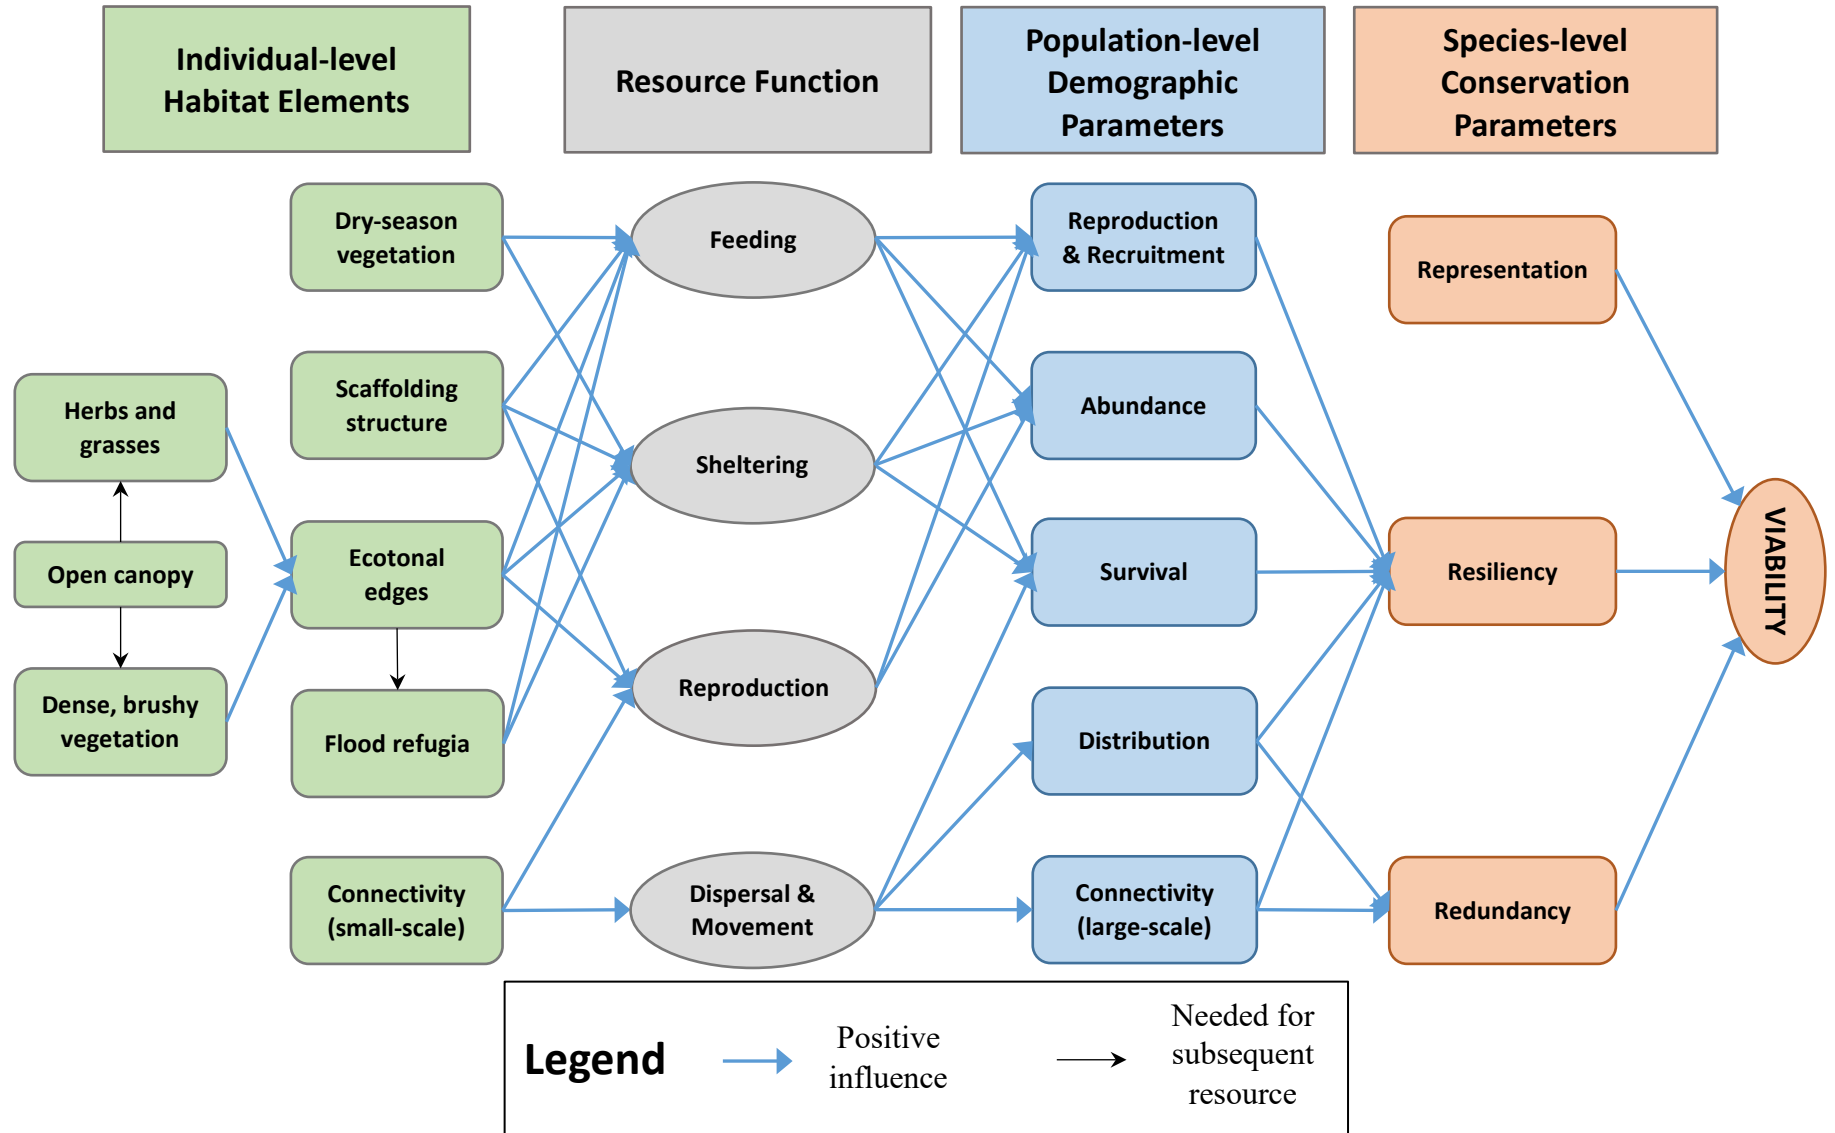 Individual-level
Habitat Elements
Resource Function
Population-level
Demographic
Parameters
Species-level
Conservation
Parameters
Dry-season
vegetation
Feeding
Reproduction
& Recruitment
Representation
Scaffolding
structure
Abundance
Herbs and
grasses
Sheltering
Open canopy
Ecotonal
edges
Survival
Resiliency
VIABILITY
Dense, brushy
vegetation
Flood refugia
Reproduction
Distribution
Connectivity
(small-scale)
Dispersal &
Movement
Connectivity
(large-scale)
Redundancy
Legend
Positive
influence
Needed for
subsequent
resource